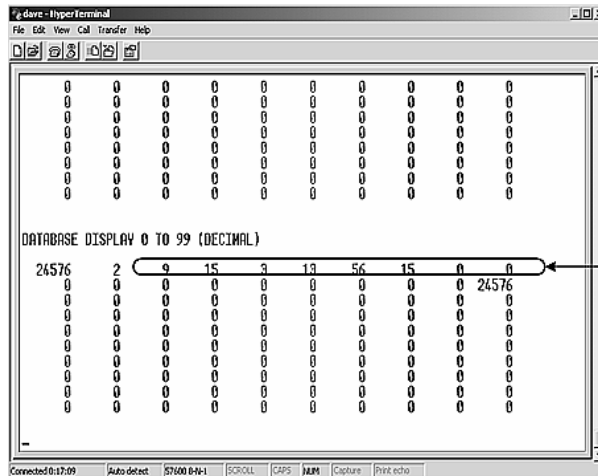 dave - HyperTerminal
File Edit View Call Transfer Help
0 0 0 0 0 0 0 0 0 0
0 0 0 0 0 0 0 0 0 0
0 0 0 0 0 0 0 0 0 0
0 0 0 0 0 0 0 0 0 0
0 0 0 0 0 0 0 0 0 0
0 0 0 0 0 0 0 0 0 0
0 0 0 0 0 0 0 0 0 0
0 0 0 0 0 0 0 0 0 0
DATABASE DISPLAY 0 TO 99 (DECIMAL)
24576 2 9 15 3 13 56 15 0 0
0 0 0 0 0 0 0 0 0 24576
0 0 0 0 0 0 0 0 0 0
0 0 0 0 0 0 0 0 0 0
0 0 0 0 0 0 0 0 0 0
0 0 0 0 0 0 0 0 0 0
0 0 0 0 0 0 0 0 0 0
0 0 0 0 0 0 0 0 0 0
0 0 0 0 0 0 0 0 0 0
0 0 0 0 0 0 0 0 0 0
Connected 0:17:09 Auto detect 57600 8-N-1 SCROLL CAPS NUM Capture Print echo